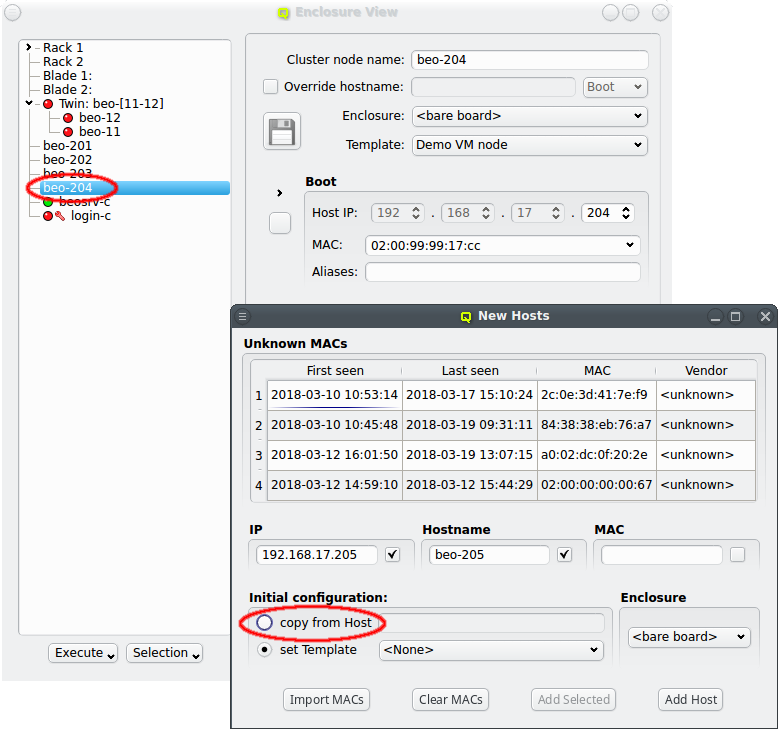 Enclosure View
Rack 1
Rack 2
Blade 1:
Blade 2:
Twin: beo-[11-12]
beo-12
beo-11
beo-201
beo-202
beo-203
beo-204
beosrv-c
login-c
Execute
Selection
Cluster node name: beo-204
Override hostname: Boot
Enclosure: <bare board>
Template: Demo VM node
Boot
Host IP: 192 . 168 . 17 . 204
MAC: 02:00:99:99:17:cc
Aliases:
New Hosts
Unknown MACs
First seen Last seen MAC Vendor
1 2018-03-10 10:53:14 2018-03-17 15:10:24 2c:0e:3d:41:7e:f9 <unknown>
2 2018-03-10 10:45:48 2018-03-19 09:31:11 84:38:38:eb:76:a7 <unknown>
3 2018-03-12 16:01:50 2018-03-19 13:07:15 a0:02:dc:0f:20:2e <unknown>
4 2018-03-12 14:59:10 2018-03-12 15:44:29 02:00:00:00:00:67 <unknown>
IP Hostname MAC
192.168.17.205 beo-205
Initial configuration: Enclosure
copy from Host
<bare board>
set Template <None>
Import MACs Clear MACs Add Selected Add Host